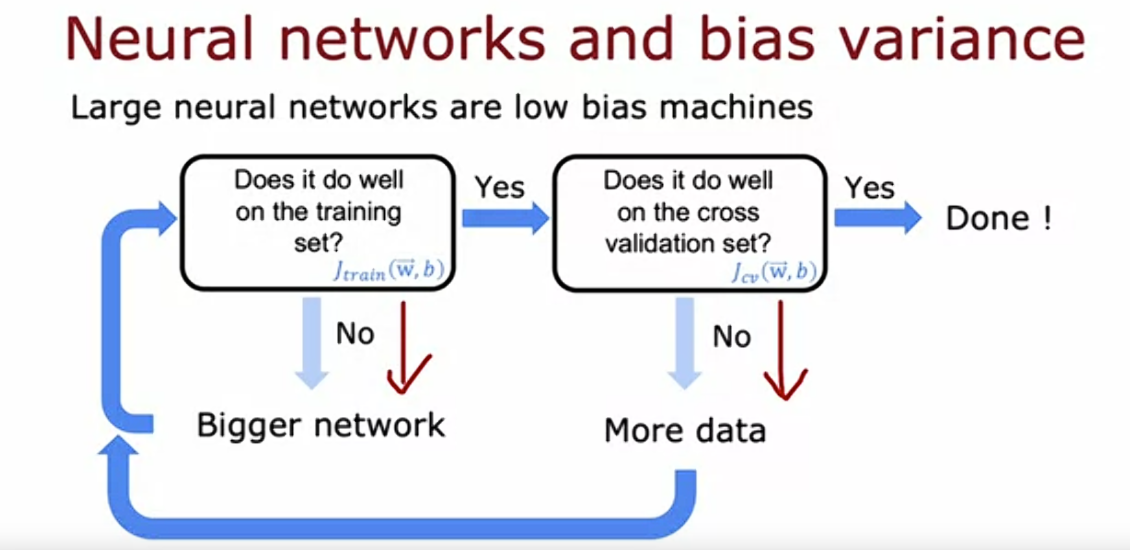 Neural networks and bias variance
Large neural networks are low bias machines
Does it do well
on the training
set?
J_train(w⃗, b)
Yes
Does it do well
on the cross
validation set?
J_cv(w⃗, b)
Yes
Done !
No
No
Bigger network
More data